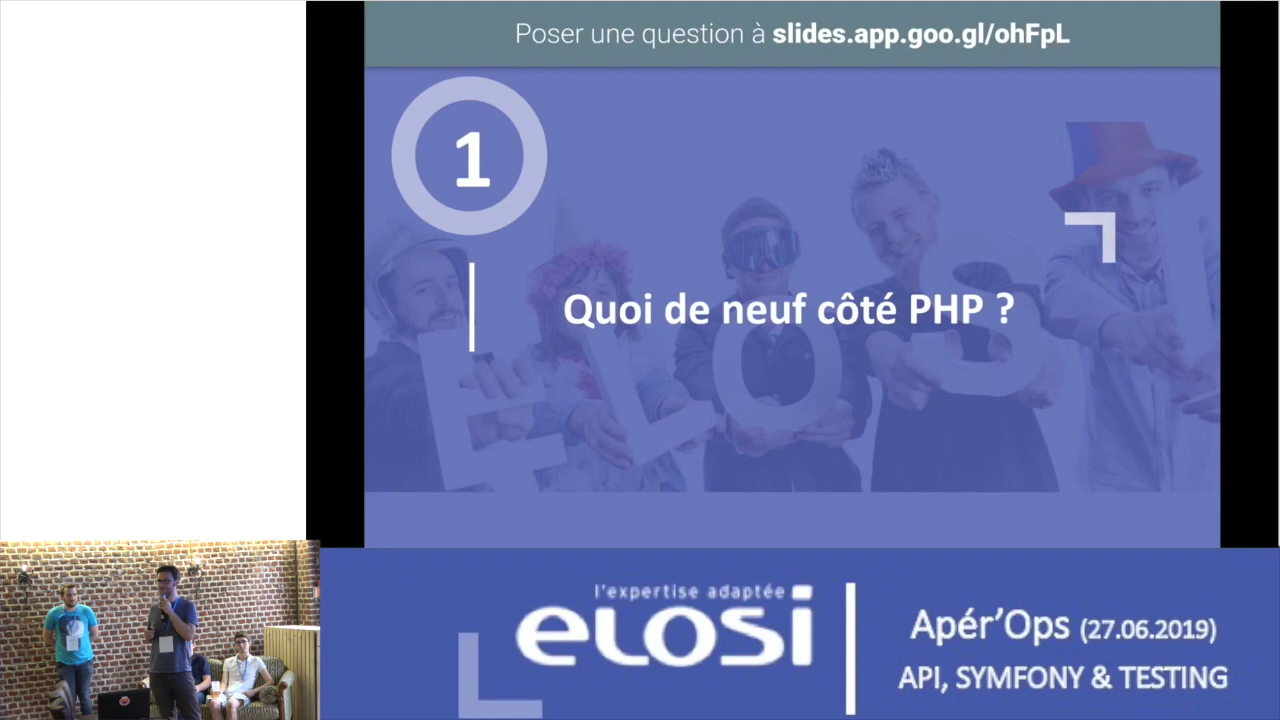 Poser une question à slides.app.goo.gl/ohFpL
1
Quoi de neuf côté PHP ?
ELOSI
l'expertise adaptée
elosi
Apér'Ops (27.06.2019)
API, SYMFONY & TESTING